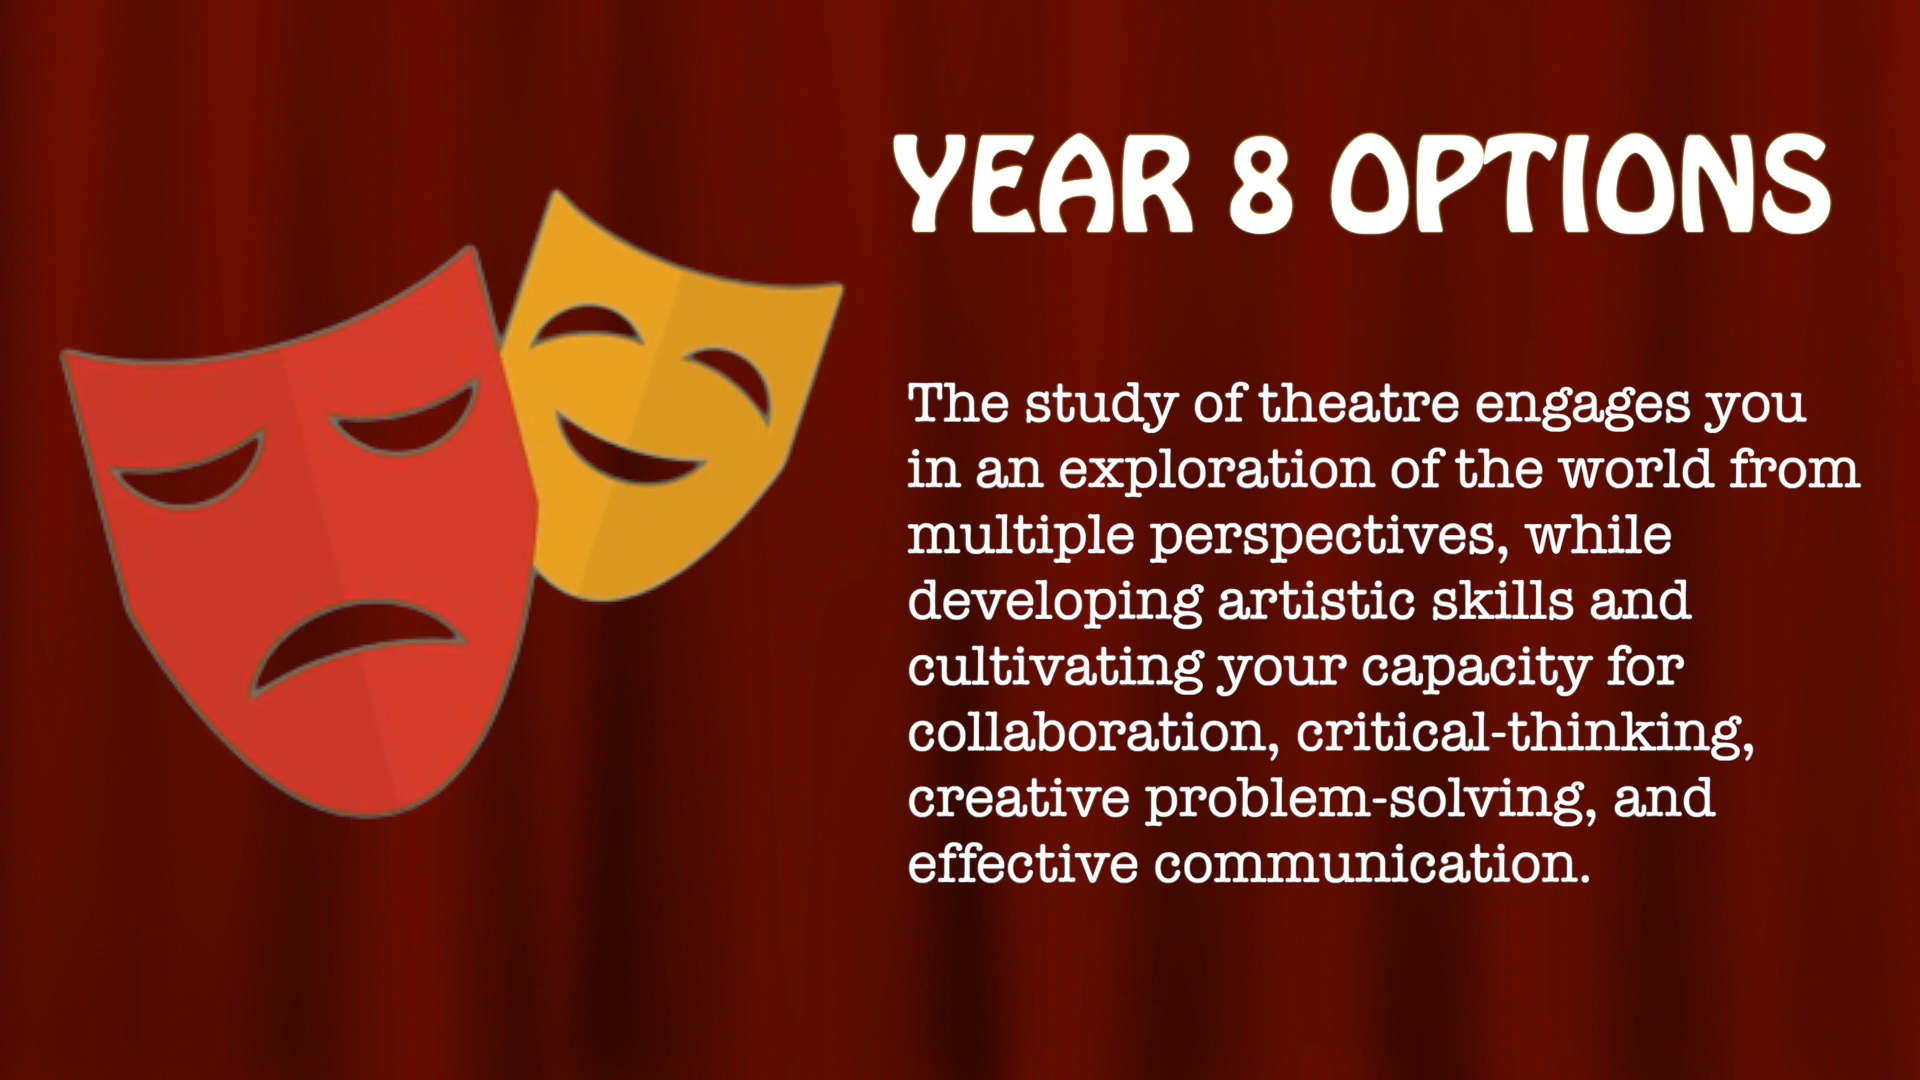 YEAR 8 OPTIONS
The study of theatre engages you
in an exploration of the world from
multiple perspectives, while
developing artistic skills and
cultivating your capacity for
collaboration, critical-thinking,
creative problem-solving, and
effective communication.